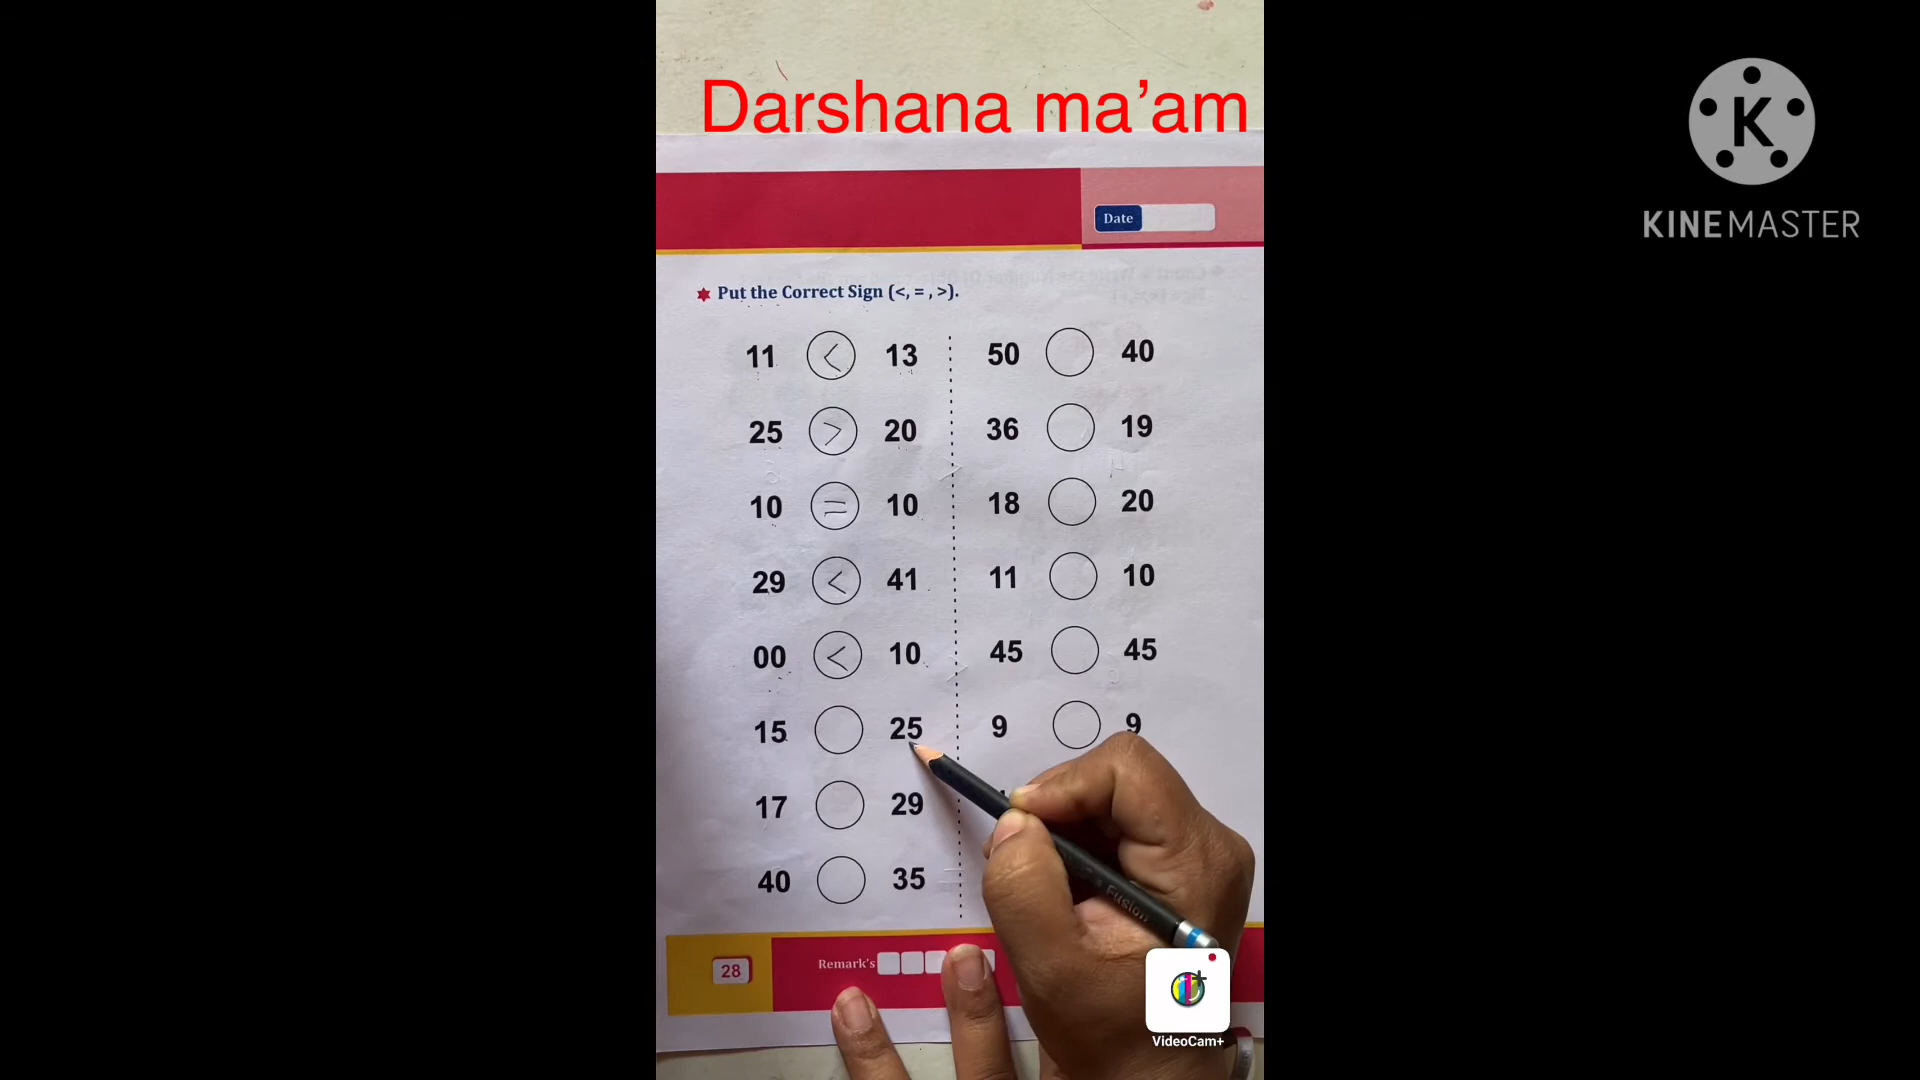 Darshana ma’am
K
KINEMASTER
Date
Put the Correct Sign (<, = , >).
11 < 13 50 40
25 > 20 36 19
10 = 10 18 20
29 < 41 11 10
00 < 10 45 45
15 25 9 9
17 29
40 35
Fusion
28 Remark's
VideoCam+